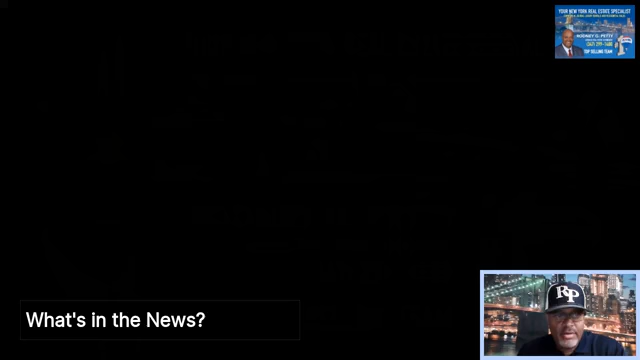 YOUR NEW YORK REAL ESTATE SPECIALIST
RODNEY O. PETTY
TOP SELLING TEAM
RP
What's in the News?